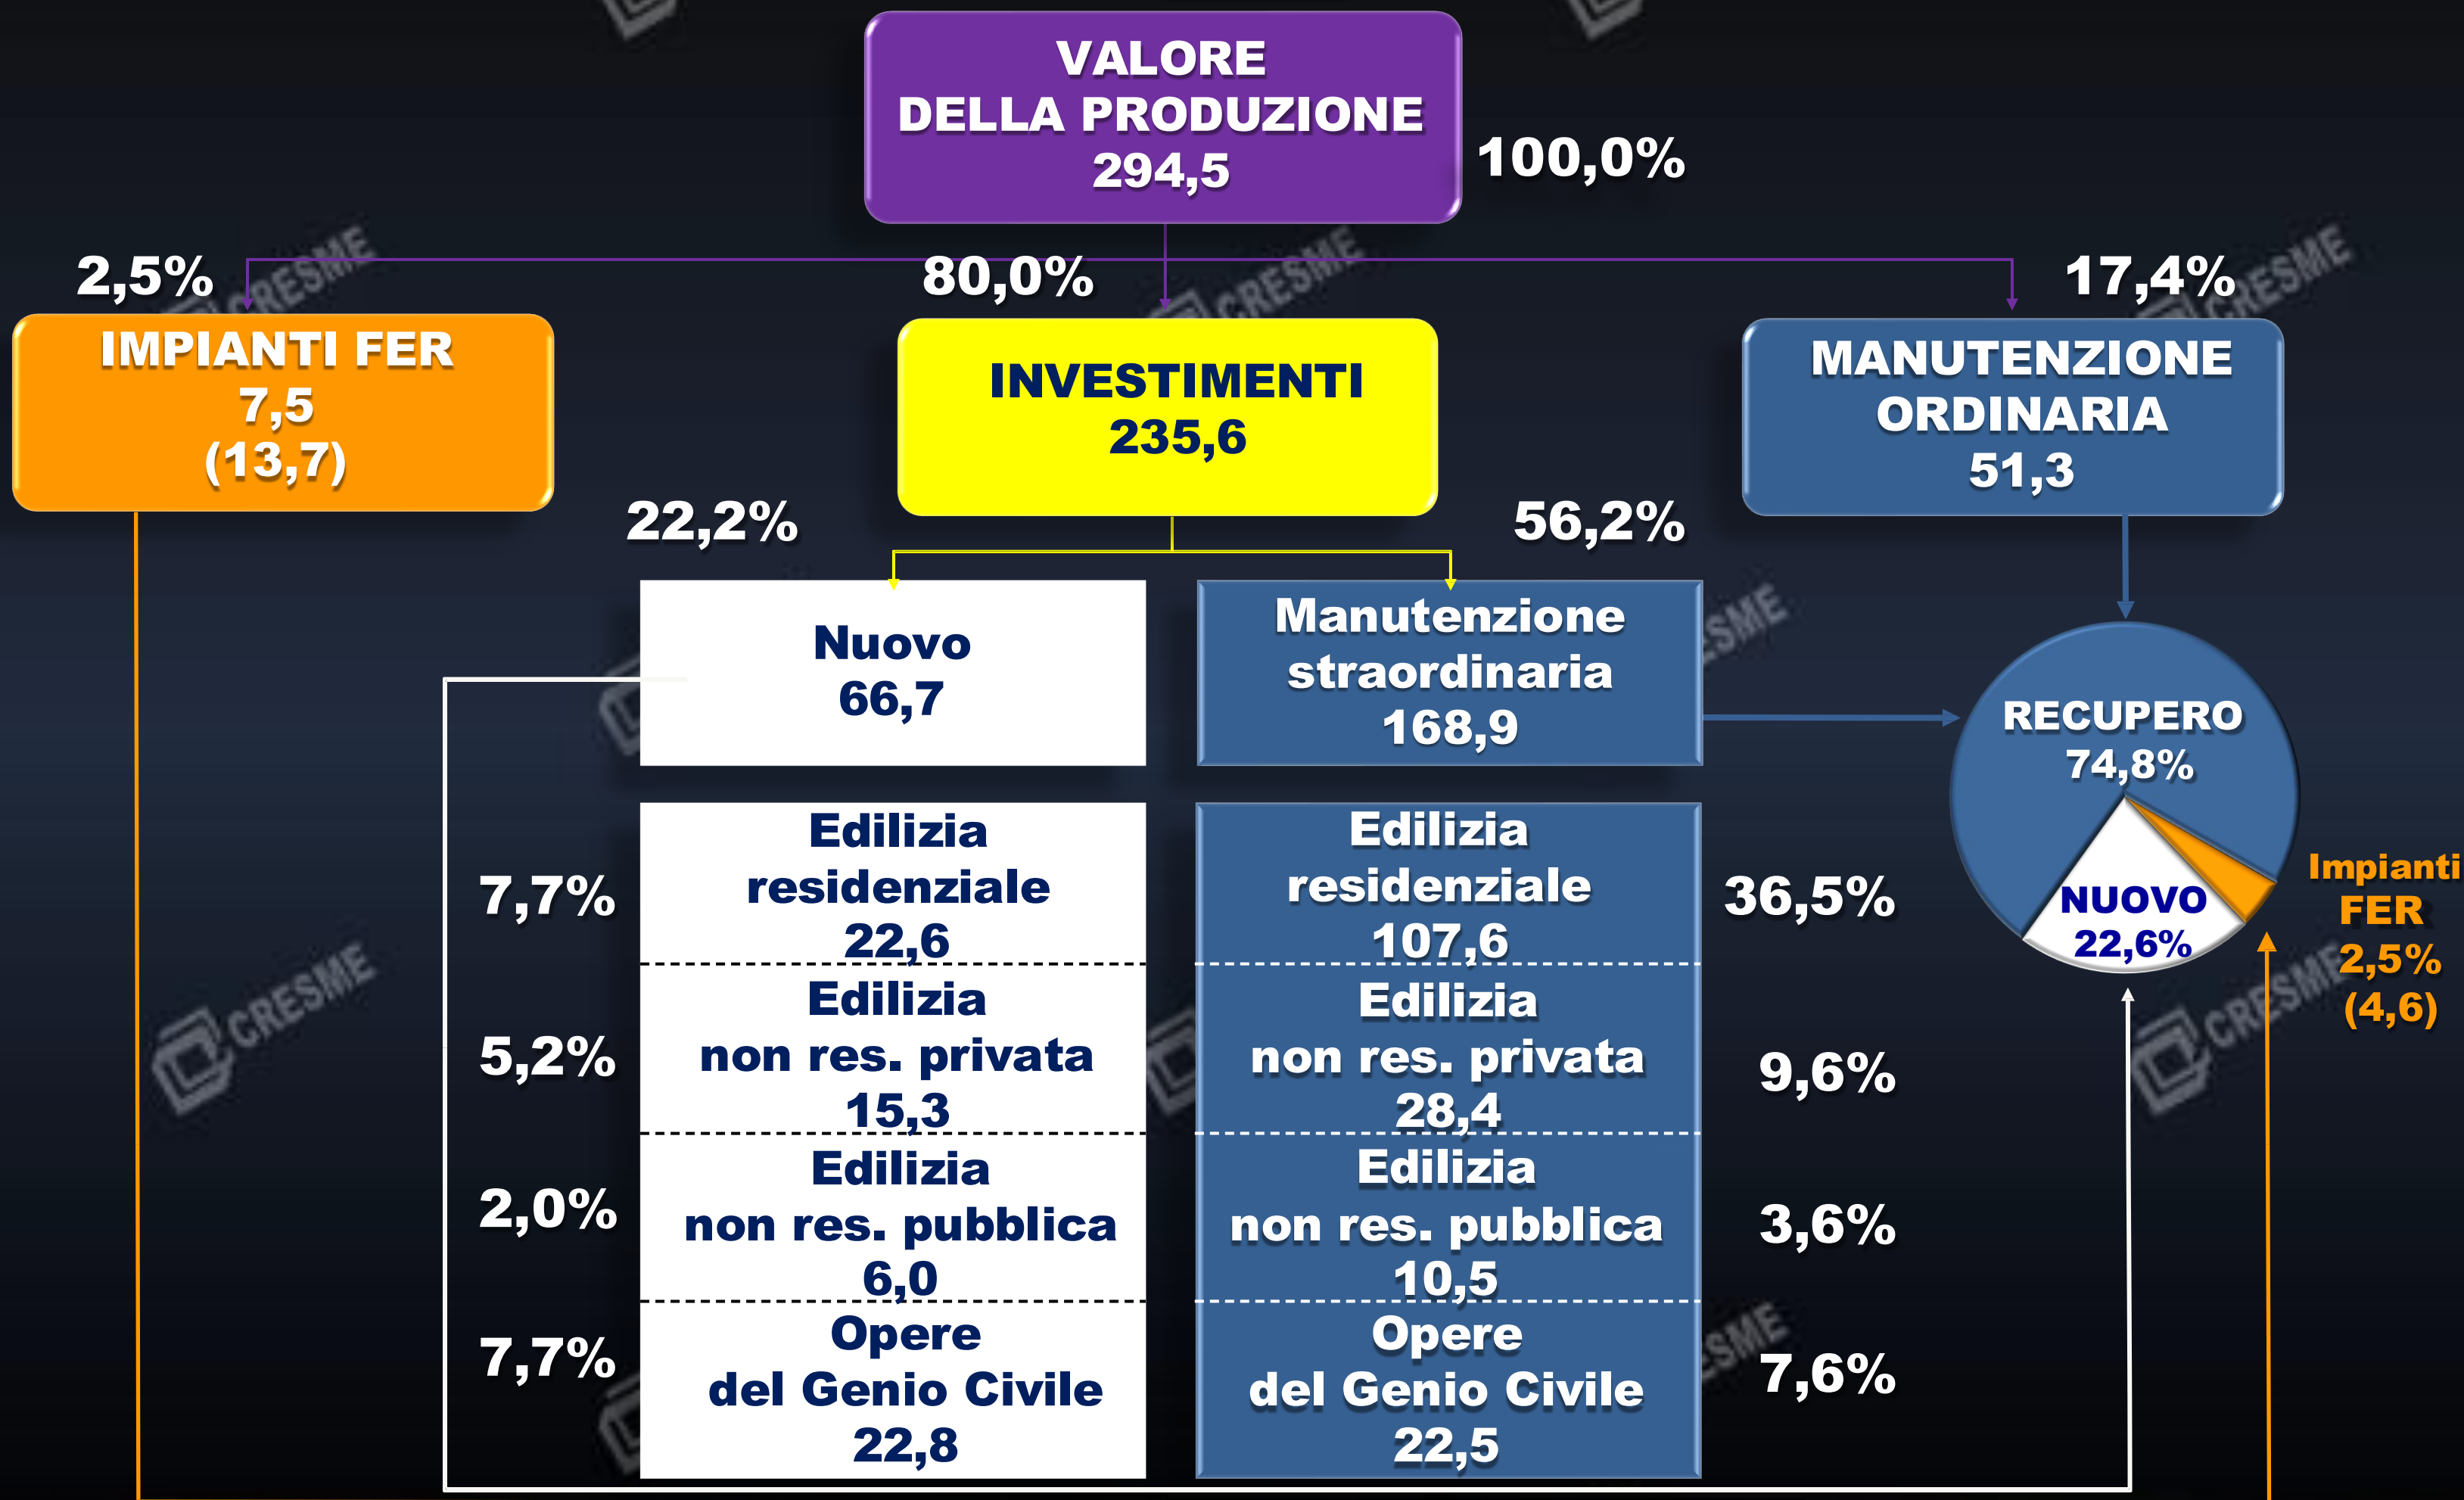 VALORE
DELLA PRODUZIONE
294,5
100,0%
2,5%
80,0%
17,4%
IMPIANTI FER
7,5
(13,7)
INVESTIMENTI
235,6
MANUTENZIONE
ORDINARIA
51,3
22,2%
56,2%
Nuovo
66,7
Manutenzione
straordinaria
168,9
RECUPERO
74,8%
NUOVO
22,6%
Impianti
FER
2,5%
(4,6)
7,7%
Edilizia
residenziale
22,6
Edilizia
residenziale
107,6
36,5%
5,2%
Edilizia
non res. privata
15,3
Edilizia
non res. privata
28,4
9,6%
2,0%
Edilizia
non res. pubblica
6,0
Edilizia
non res. pubblica
10,5
3,6%
7,7%
Opere
del Genio Civile
22,8
Opere
del Genio Civile
22,5
7,6%
CRESME
CRESME
CRESME
CRESME
CRESME